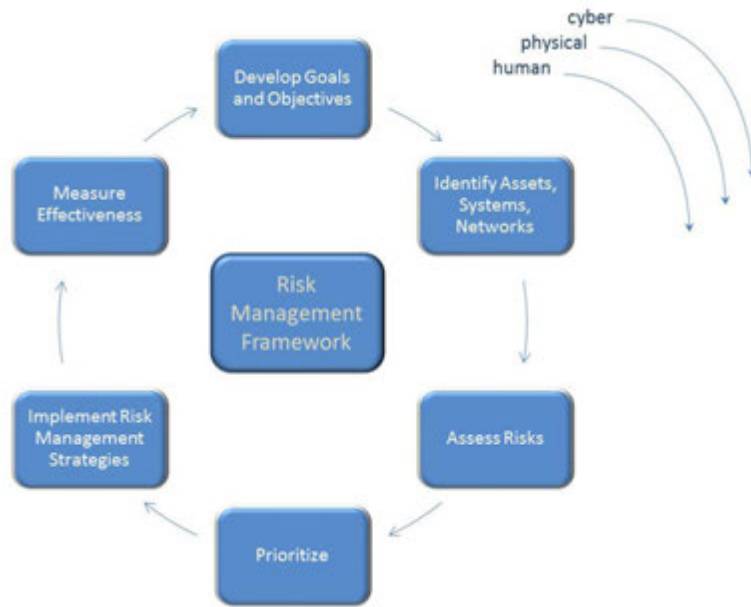 cyber
physical
human
Develop Goals
and Objectives
Identify Assets,
Systems,
Networks
Assess Risks
Prioritize
Implement Risk
Management
Strategies
Measure
Effectiveness
Risk
Management
Framework